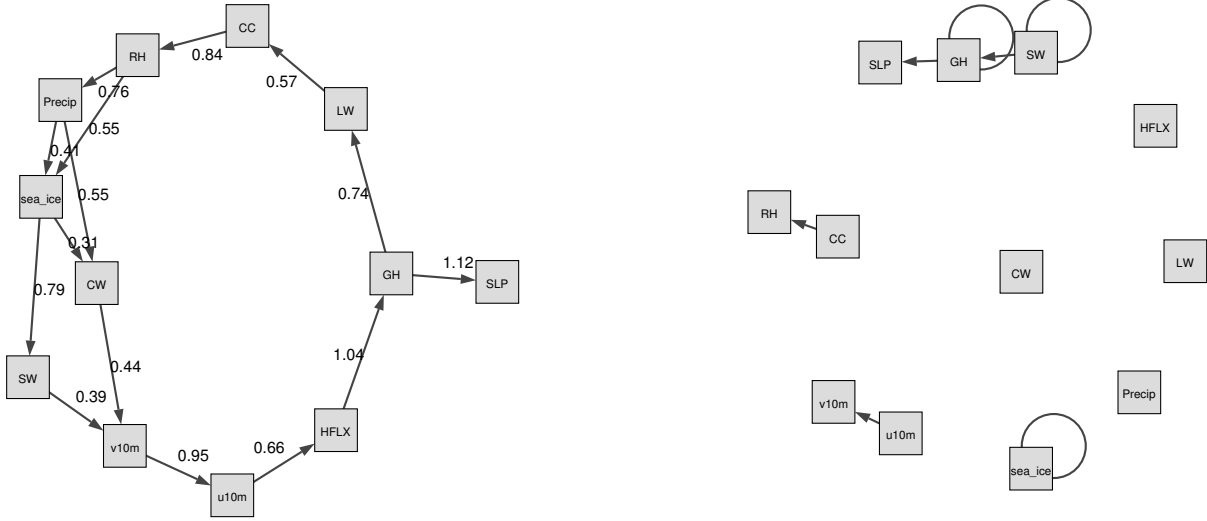 CC
RH
0.84
0.57
Precip
0.76
LW
0.55
0.41
sea_ice
0.55
0.74
0.31
CW
0.79
GH
1.12
SLP
0.44
1.04
SW
0.39
v10m
0.95
0.66
HFLX
u10m
SLP
GH
SW
HFLX
RH
CC
CW
LW
v10m
Precip
u10m
sea_ice